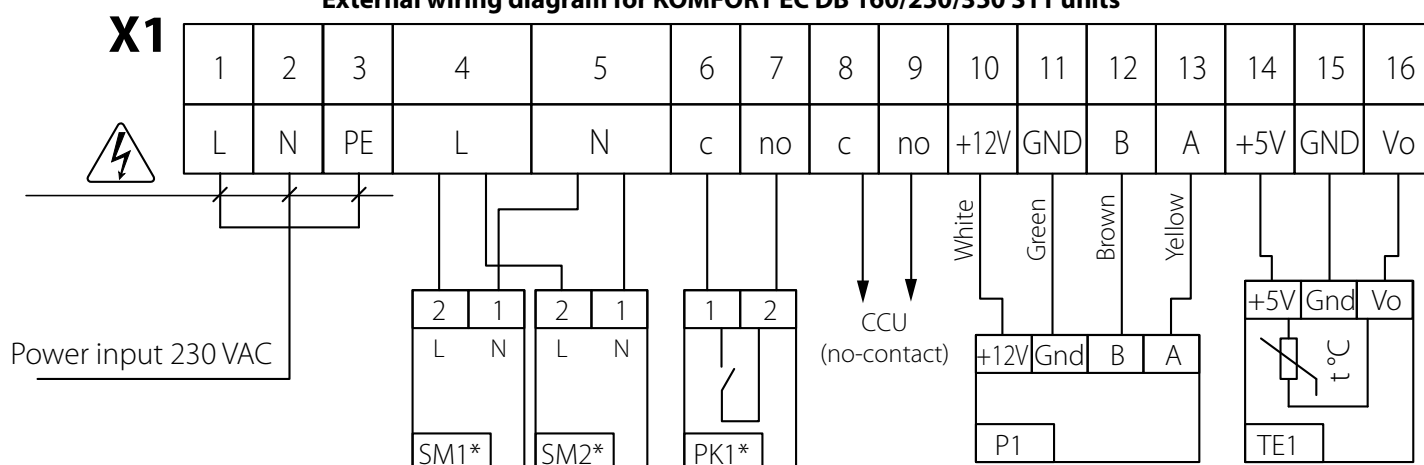 External wiring diagram for KOMFORT EC DB 160/250/350 S11 units
X1
1 2 3 4 5 6 7 8 9 10 11 12 13 14 15 16
L N PE L N c no c no +12V GND B A +5V GND Vo
White
Green
Brown
Yellow
2 1 2 1 1 2
+5V Gnd Vo
CCU
(no-contact)
L N L N
Power input 230 VAC
+12V Gnd B A
t °C
SM1* SM2* PK1* P1 TE1